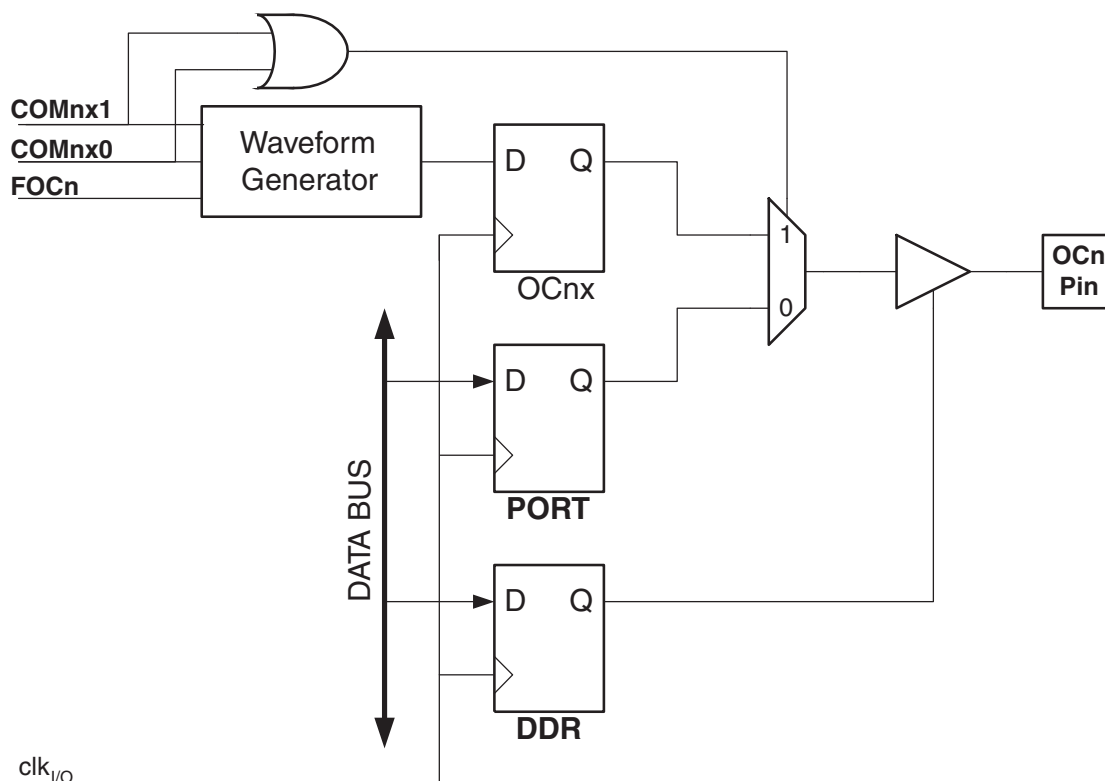 COMnx1
COMnx0
FOCn
Waveform
Generator
D Q
OCnx
1
0
OCn
Pin
D Q
PORT
DATA BUS
D Q
DDR
clkI/O